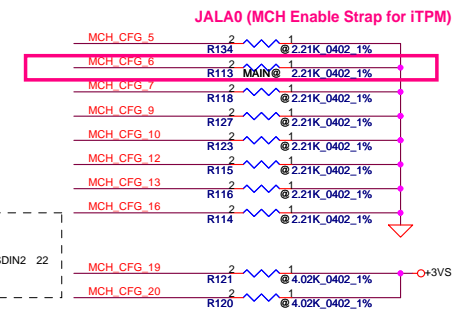 JALA0 (MCH Enable Strap for iTPM)
MCH_CFG_5 2 1
R134 @ 2.21K_0402_1%
MCH_CFG_6 2 1
R113 MAIN@ 2.21K_0402_1%
MCH_CFG_7 2 1
R118 @ 2.21K_0402_1%
MCH_CFG_9 2 1
R127 @ 2.21K_0402_1%
MCH_CFG_10 2 1
R123 @ 2.21K_0402_1%
MCH_CFG_12 2 1
R115 @ 2.21K_0402_1%
MCH_CFG_13 2 1
R116 @ 2.21K_0402_1%
MCH_CFG_16 2 1
R114 @ 2.21K_0402_1%
DIN2 22
MCH_CFG_19 2 1 +3VS
R121 @ 4.02K_0402_1%
MCH_CFG_20 2 1
R120 @ 4.02K_0402_1%